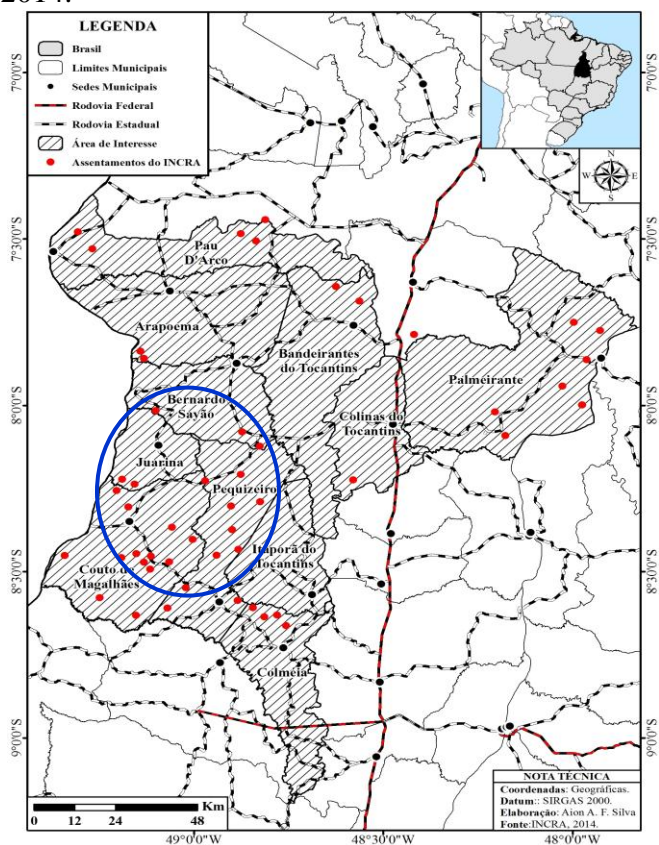 2014.
LEGENDA
Brasil
Limites Municipais
Sedes Municipais
Rodovia Federal
Rodovia Estadual
Área de Interesse
Assentamentos do INCRA
N
W
E
S
7°0'0"S
7°0'0"S
7°30'0"S
7°30'0"S
Pau
D'Arco
Arapoema
Bandeirantes
do Tocantins
Palmeirante
8°0'0"S
8°0'0"S
Bernardo
Sayão
Colinas do
Tocantins
Juarina
Pequizeiro
Itaporã do
Tocantins
8°30'0"S
8°30'0"S
Couto de
Magalhães
Colmeia
9°0'0"S
9°0'0"S
Km
0 12 24 48
NOTA TÉCNICA
Coordenadas: Geográficas.
Datum:: SIRGAS 2000.
Elaboração: Aion A. F. Silva
Fonte:INCRA, 2014.
49°0'0"W
48°30'0"W
48°0'0"W